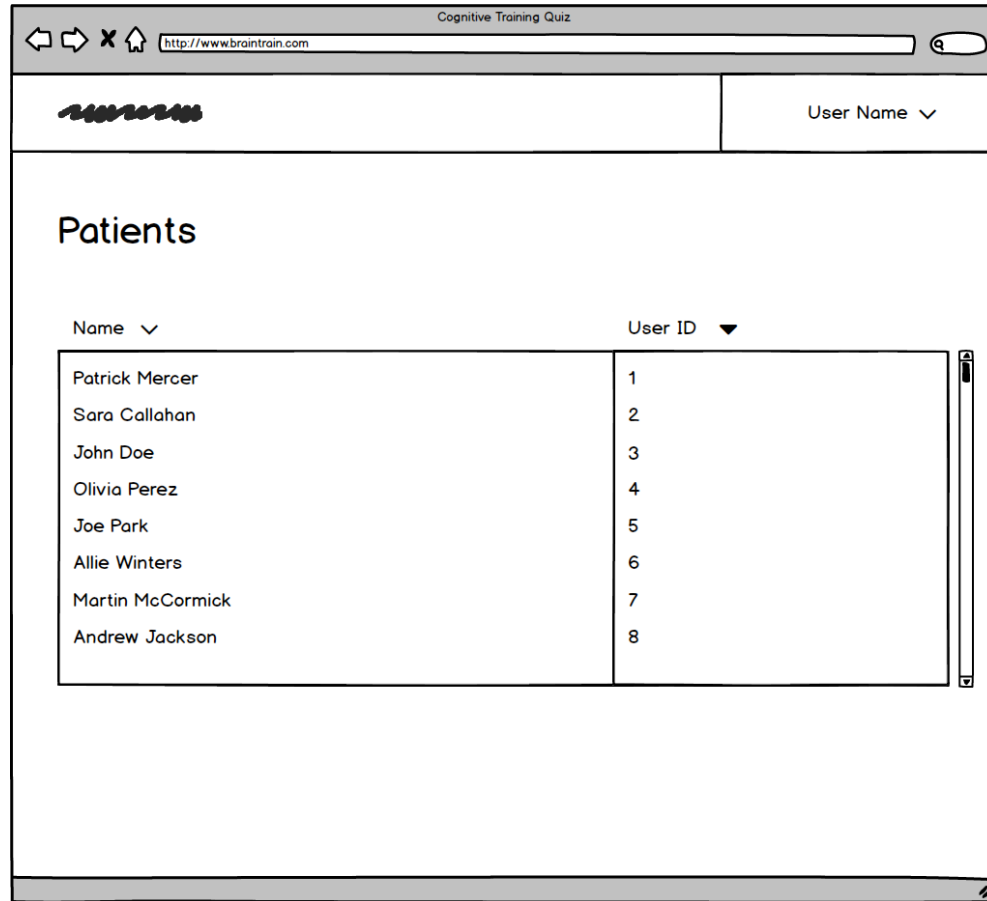 Cognitive Training Quiz
http://www.braintrain.com
User Name
Patients
Name User ID
Patrick Mercer 1
Sara Callahan 2
John Doe 3
Olivia Perez 4
Joe Park 5
Allie Winters 6
Martin McCormick 7
Andrew Jackson 8